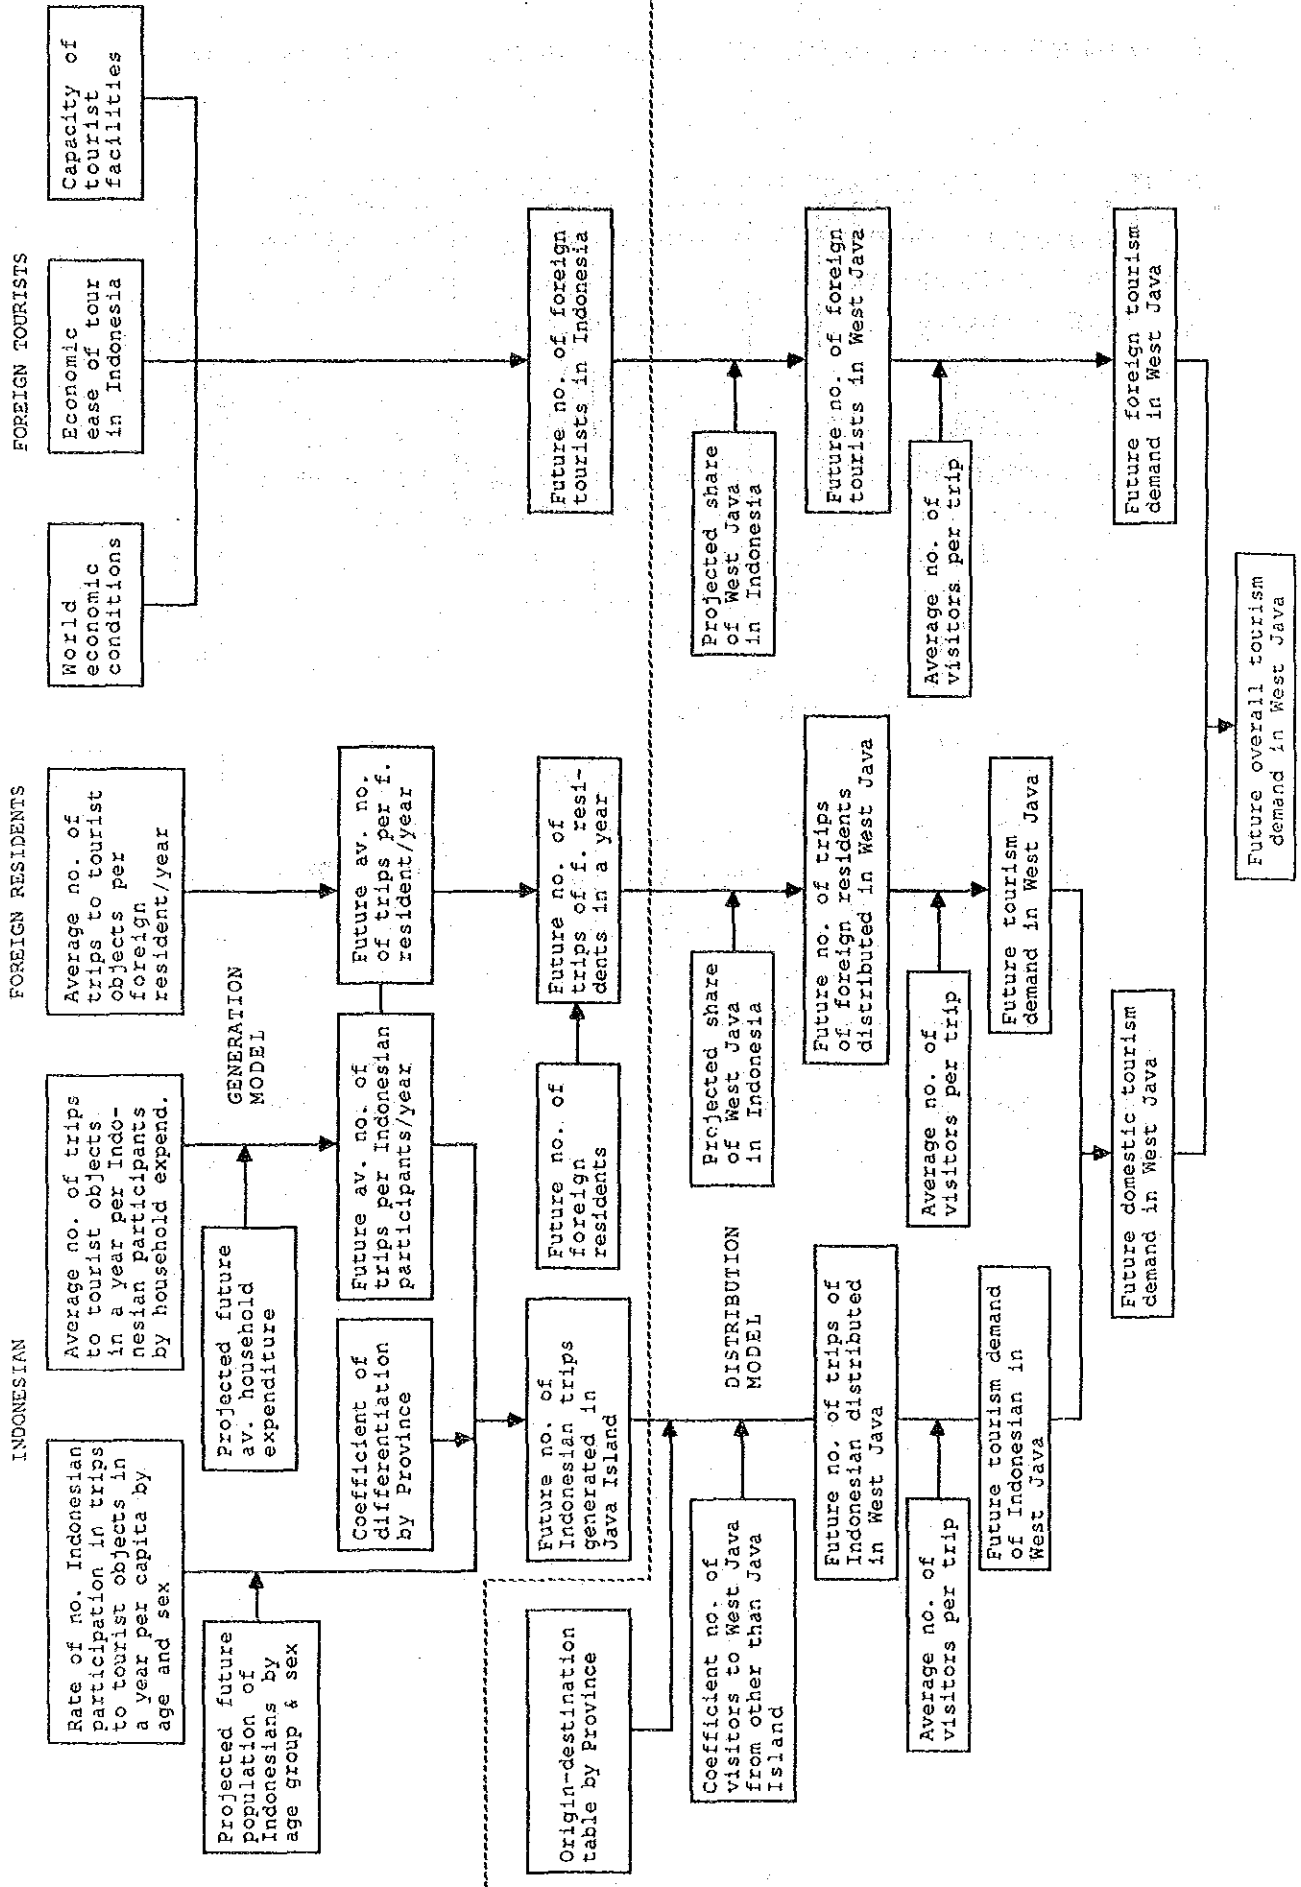 INDONESIAN
FOREIGN RESIDENTS
FOREIGN TOURISTS
Rate of no. Indonesian
participation in trips
to tourist objects in
a year per capita by
age and sex
Average no. of trips
to tourist objects
in a year per Indo-
nesian participants
by household expend.
Average no. of
trips to tourist
objects per
foreign
resident/year
World
economic
conditions
Economic
ease of tour
in Indonesia
Capacity of
tourist
facilities
Projected future
population of
Indonesians by
age group & sex
Projected future
av. household
expenditure
GENERATION
MODEL
Coefficient of
differentiation
by Province
Future av. no. of
trips per Indonesian
participants/year
Future av. no.
of trips per f.
resident/year
Future no. of
Indonesian trips
generated in
Java Island
Future no. of
foreign
residents
Future no. of
trips of f. resi-
dents in a year
Future no. of foreign
tourists in Indonesia
Origin-destination
table by Province
Coefficient no. of
visitors to West Java
from other than Java
Island
DISTRIBUTION
MODEL
Projected share
of West Java
in Indonesia
Projected share
of West Java
in Indonesia
Future no. of trips of
Indonesian distributed
in West Java
Future no. of trips
of foreign residents
distributed in West Java
Future no. of foreign
tourists in West Java
Average no. of
visitors per trip
Average no. of
visitors per trip
Average no. of
visitors per trip
Future tourism demand
of Indonesian in
West Java
Future tourism
demand in West Java
Future domestic tourism
demand in West Java
Future foreign tourism
demand in West Java
Future overall tourism
demand in West Java